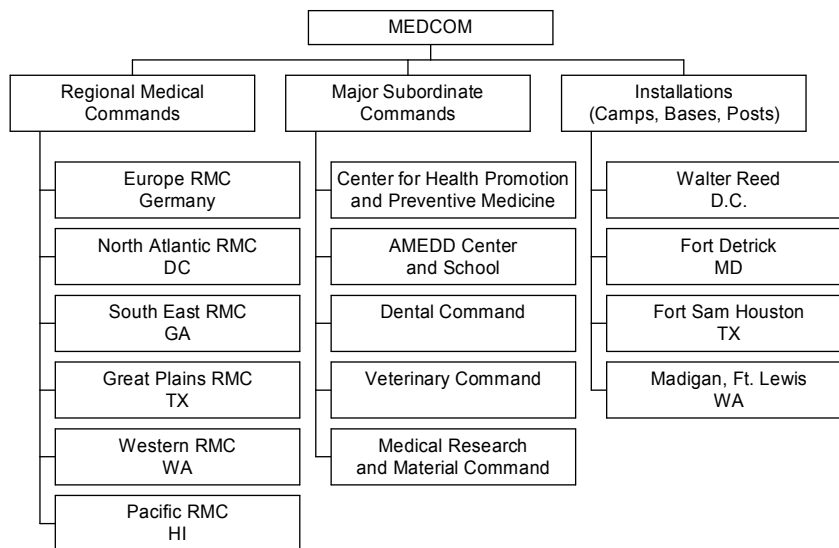 MEDCOM
Regional Medical
Commands
Major Subordinate
Commands
Installations
(Camps, Bases, Posts)
Europe RMC
Germany
North Atlantic RMC
DC
South East RMC
GA
Great Plains RMC
TX
Western RMC
WA
Pacific RMC
HI
Center for Health Promotion
and Preventive Medicine
AMEDD Center
and School
Dental Command
Veterinary Command
Medical Research
and Material Command
Walter Reed
D.C.
Fort Detrick
MD
Fort Sam Houston
TX
Madigan, Ft. Lewis
WA